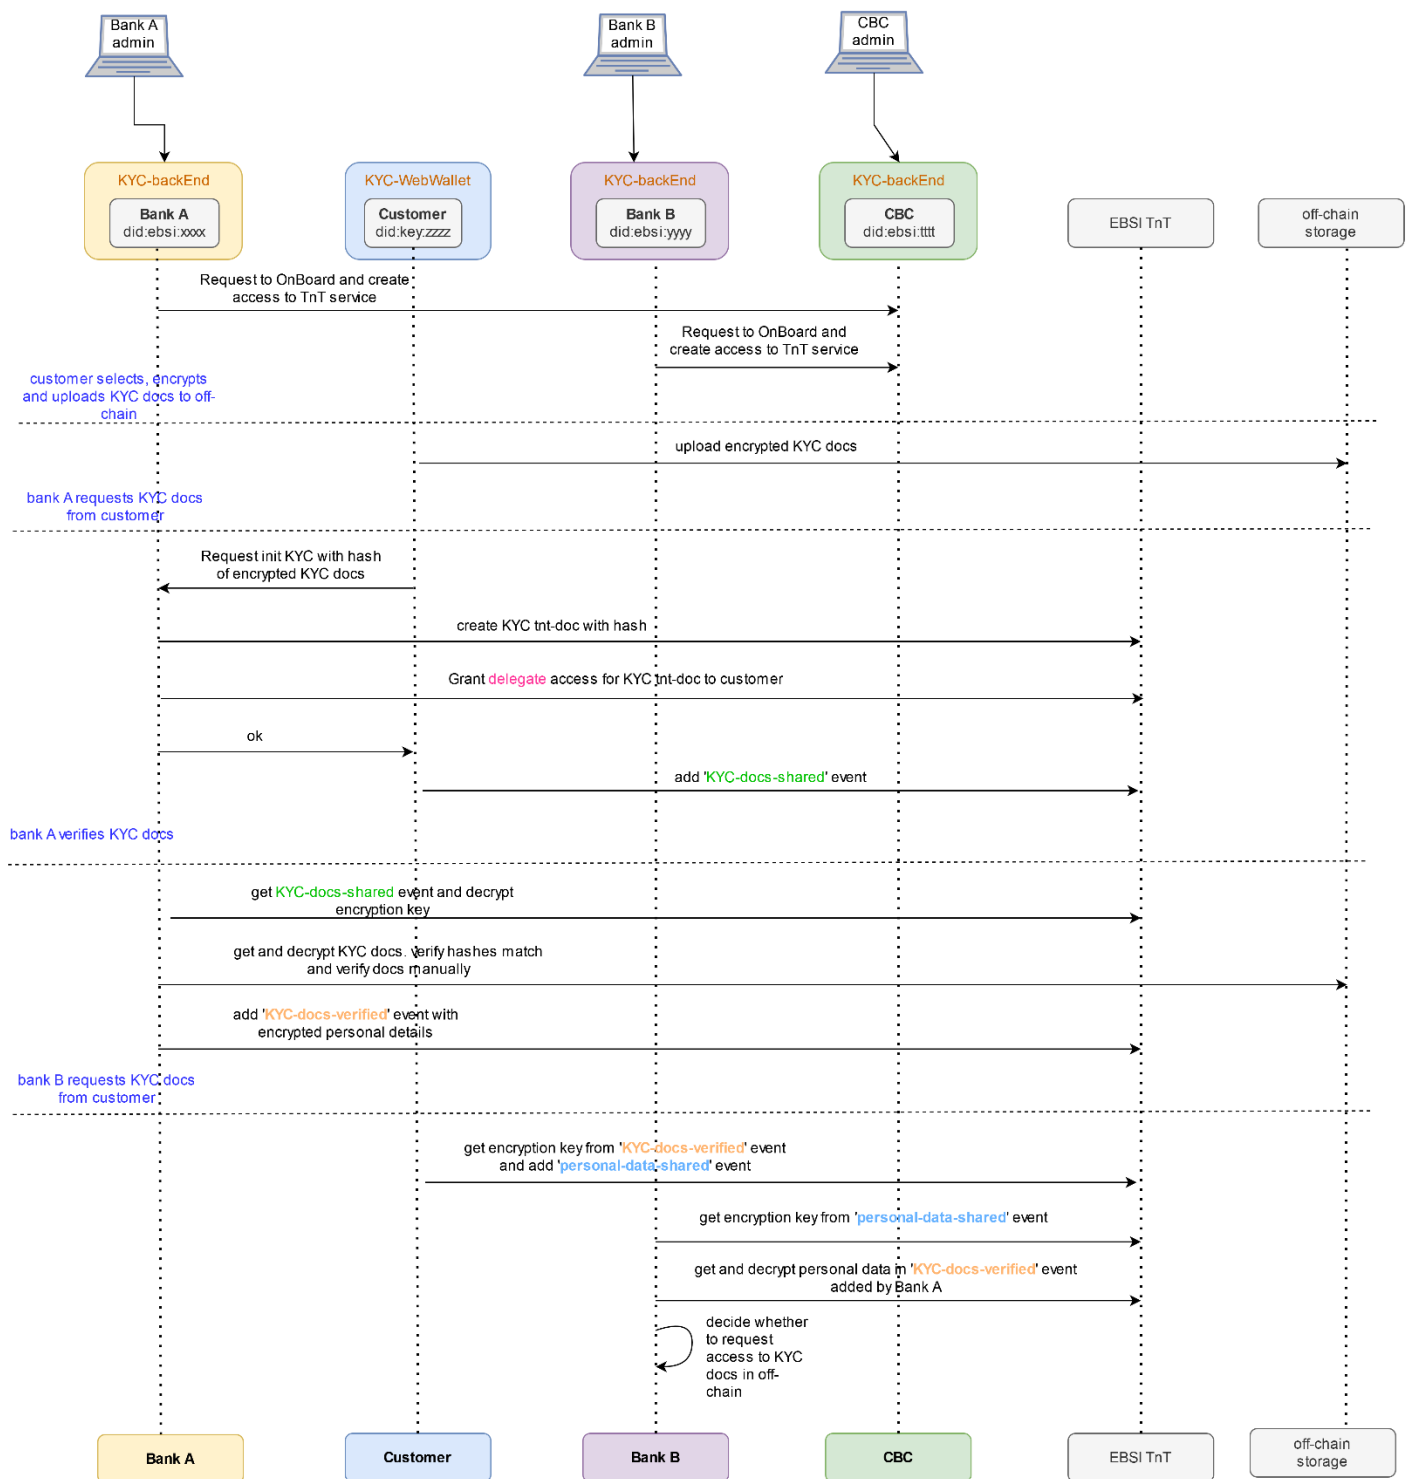 Bank A
admin
Bank B
admin
CBC
admin
KYC-backEnd
Bank A
did:ebsi:xxxx
KYC-WebWallet
Customer
did:key:zzzz
KYC-backEnd
Bank B
did:ebsi:yyyy
KYC-backEnd
CBC
did:ebsi:tttt
EBSI TnT
off-chain
storage
Request to OnBoard and create
access to TnT service
Request to OnBoard and
create access to TnT service
customer selects, encrypts
and uploads KYC docs to off-
chain
upload encrypted KYC docs
bank A requests KYC docs
from customer
Request init KYC with hash
of encrypted KYC docs
create KYC tnt-doc with hash
Grant delegate access for KYC tnt-doc to customer
ok
add 'KYC-docs-shared' event
bank A verifies KYC docs
get KYC-docs-shared event and decrypt
encryption key
get and decrypt KYC docs. verify hashes match
and verify docs manually
add 'KYC-docs-verified' event with
encrypted personal details
bank B requests KYC docs
from customer
get encryption key from 'KYC-docs-verified' event
and add 'personal-data-shared' event
get encryption key from 'personal-data-shared' event
get and decrypt personal data in 'KYC-docs-verified' event
added by Bank A
decide whether
to request
access to KYC
docs in off-
chain
Bank A
Customer
Bank B
CBC
EBSI TnT
off-chain
storage